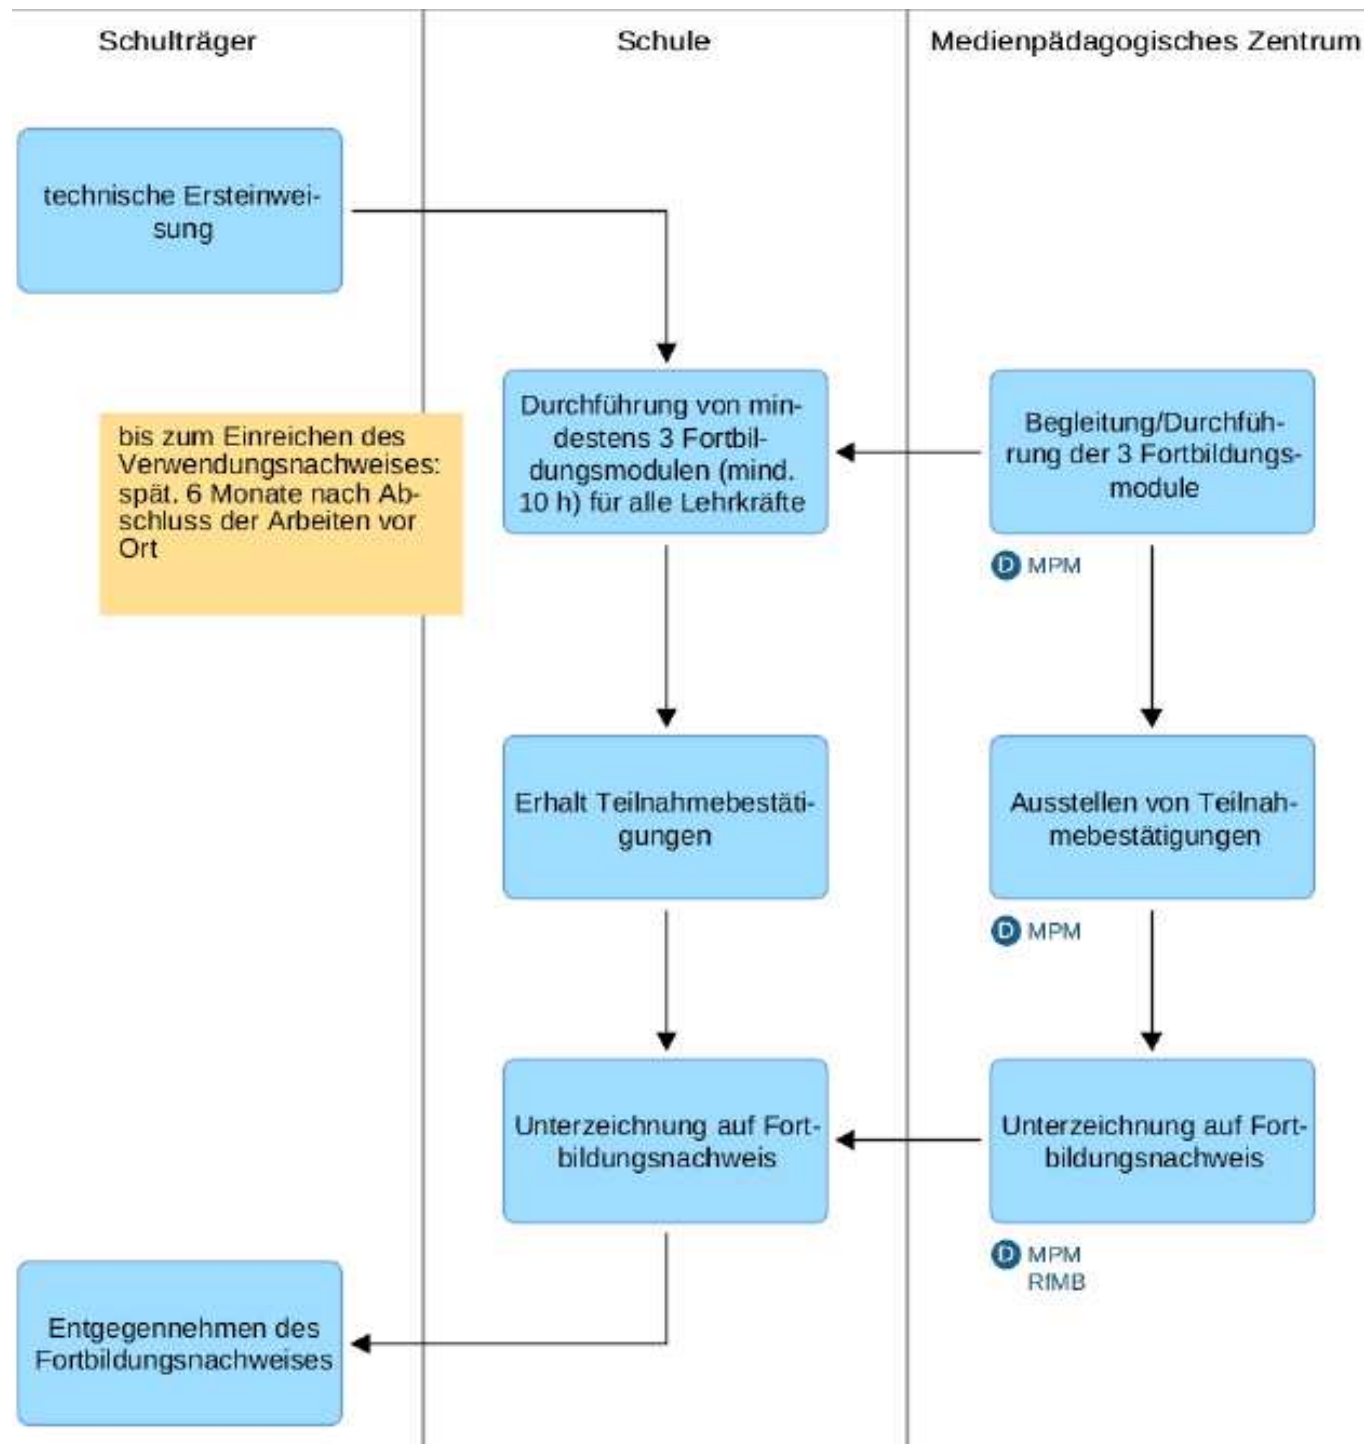 Schulträger
Schule
Medienpädagogisches Zentrum
technische Ersteinwei-
sung
bis zum Einreichen des
Verwendungsnachweises:
spät. 6 Monate nach Ab-
schluss der Arbeiten vor
Ort
Durchführung von min-
destens 3 Fortbil-
dungsmodulen (mind.
10 h) für alle Lehrkräfte
Begleitung/Durchfüh-
rung der 3 Fortbildungs-
module
D MPM
Erhalt Teilnahmebestäti-
gungen
Ausstellen von Teilnah-
mebestätigungen
D MPM
Unterzeichnung auf Fort-
bildungsnachweis
Unterzeichnung auf Fort-
bildungsnachweis
D MPM
RfMB
Entgegennehmen des
Fortbildungsnachweises